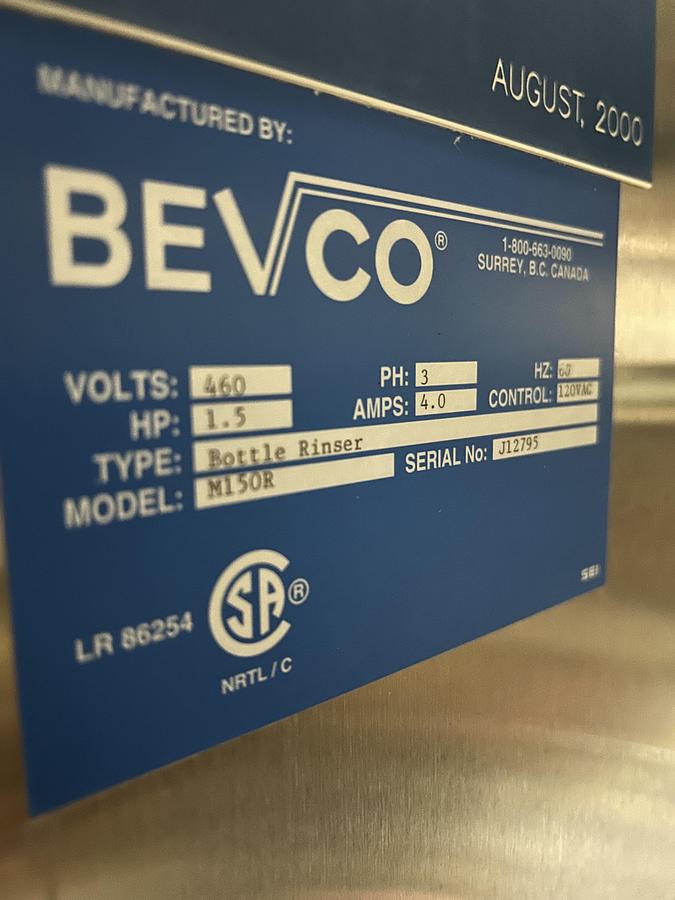 AUGUST, 2000
MANUFACTURED BY:
BEVCO®
1-800-663-0090
SURREY, B.C. CANADA
VOLTS: 460 PH: 3 HZ: 60
HP: 1.5 AMPS: 4.0 CONTROL: 120VAC
TYPE: Bottle Rinser
MODEL: M150R SERIAL No: J12795
LR 86254 CSA®
NRTL / C
SEI